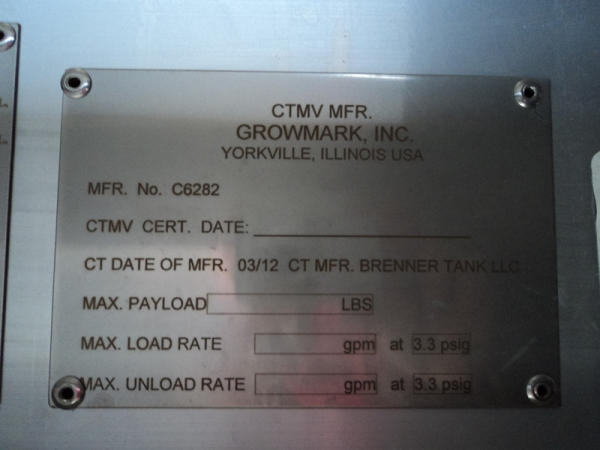 CTMV MFR.
GROWMARK, INC.
YORKVILLE, ILLINOIS USA
MFR. No. C6282
CTMV CERT. DATE:
CT DATE OF MFR. 03/12 CT MFR. BRENNER TANK LLC
MAX. PAYLOAD LBS
MAX. LOAD RATE gpm at 3.3 psig
MAX. UNLOAD RATE gpm at 3.3 psig